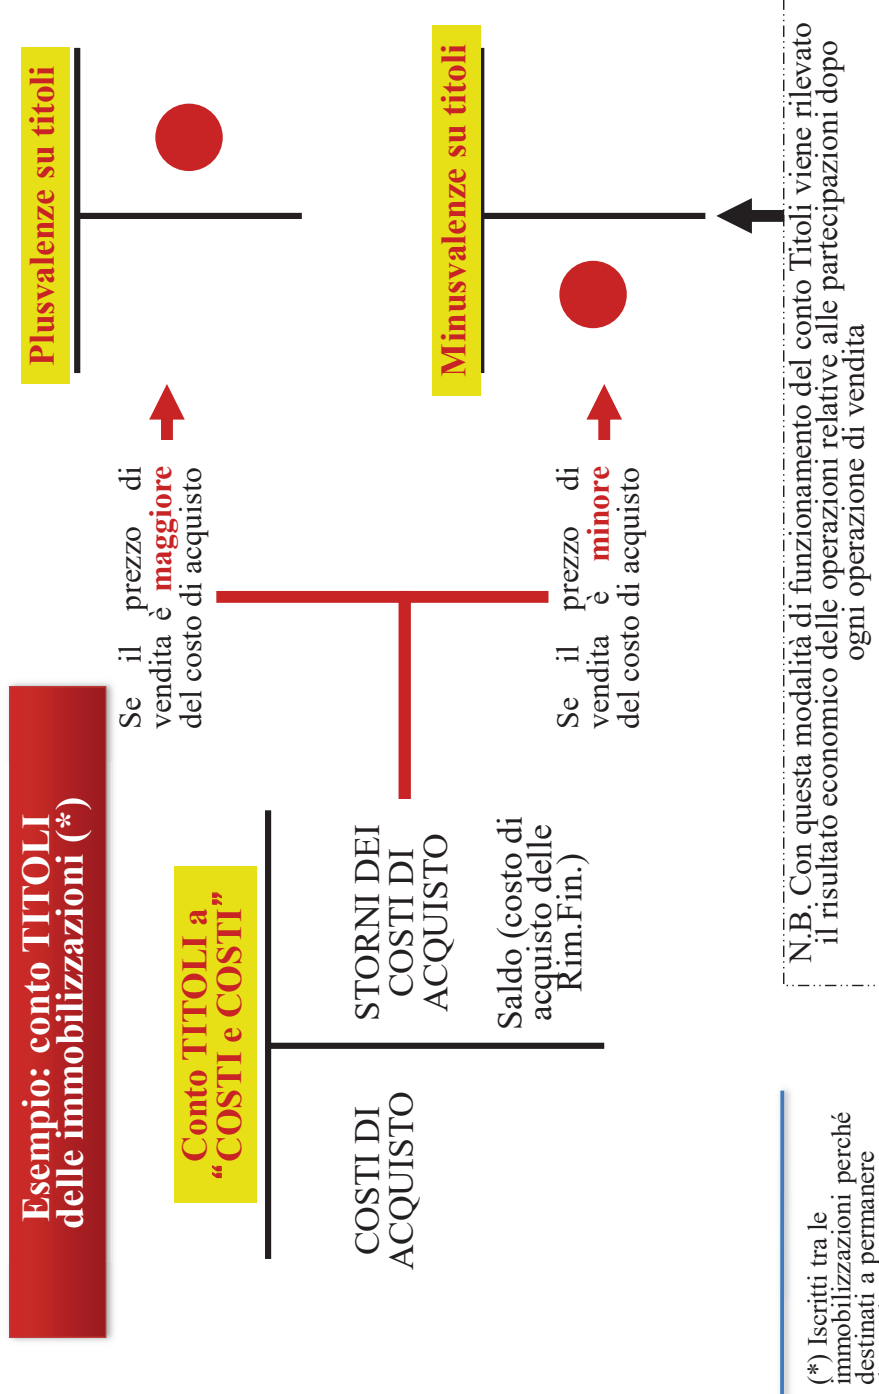 Esempio: conto TITOLI
delle immobilizzazioni (*)
Conto TITOLI a
“COSTI e COSTI”
COSTI DI
ACQUISTO
STORNI DEI
COSTI DI
ACQUISTO
Saldo (costo di
acquisto delle
Rim.Fin.)
Se il prezzo di
vendita è maggiore
del costo di acquisto
Plusvalenze su titoli
Se il prezzo di
vendita è minore
del costo di acquisto
Minusvalenze su titoli
N.B. Con questa modalità di funzionamento del conto Titoli viene rilevato
il risultato economico delle operazioni relative alle partecipazioni dopo
ogni operazione di vendita
(*) Iscritti tra le
immobilizzazioni perché
destinati a permanere